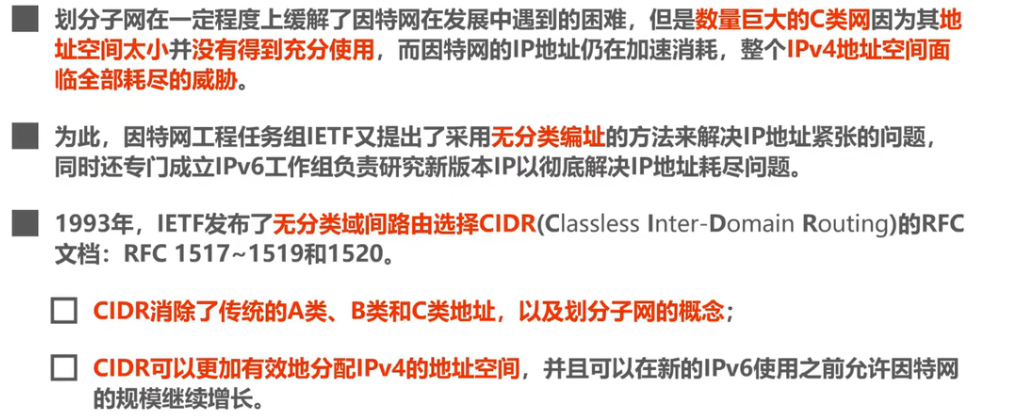 划分子网在一定程度上缓解了因特网在发展中遇到的困难，但是数量巨大的C类网因为其地
址空间太小并没有得到充分使用，而因特网的IP地址仍在加速消耗，整个IPv4地址空间面
临全部耗尽的威胁。
为此，因特网工程任务组IETF又提出了采用无分类编址的方法来解决IP地址紧张的问题，
同时还专门成立IPv6工作组负责研究新版本IP以彻底解决IP地址耗尽问题。
1993年，IETF发布了无分类域间路由选择CIDR(Classless Inter-Domain Routing)的RFC
文档：RFC 1517~1519和1520。
CIDR消除了传统的A类、B类和C类地址，以及划分子网的概念；
CIDR可以更加有效地分配IPv4的地址空间，并且可以在新的IPv6使用之前允许因特网
的规模继续增长。